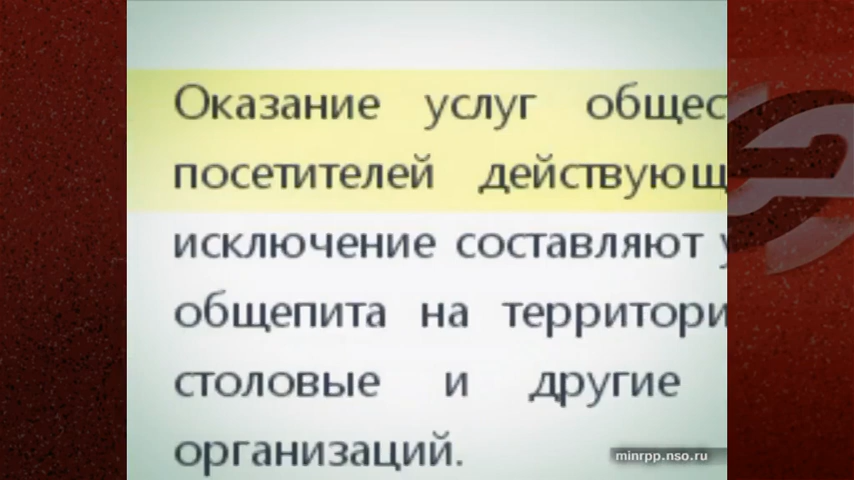 Оказание услуг общес
посетителей действующ
исключение составляют у
общепита на территори
столовые и другие
организаций.
minrpp.nso.ru